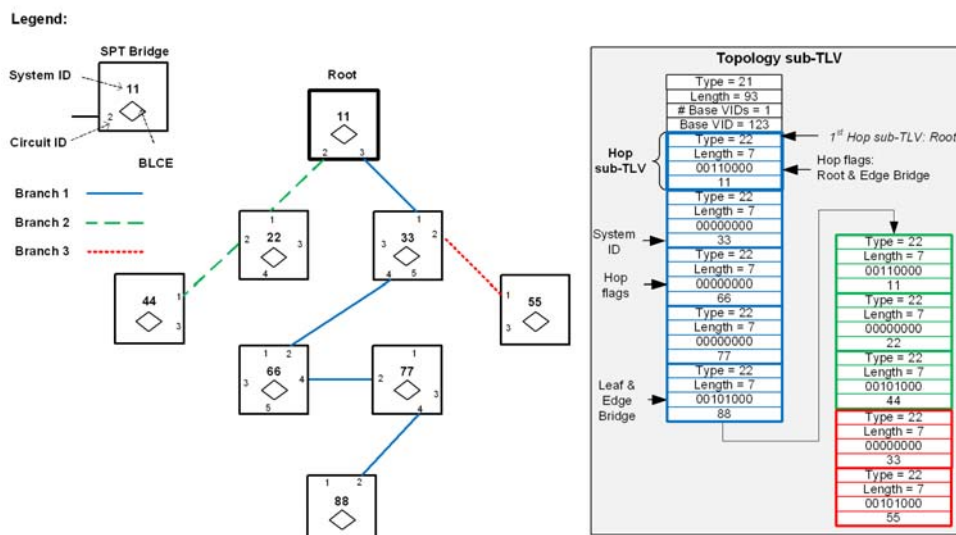 Legend:
SPT Bridge
System ID
11
2
Circuit ID
BLCE
Branch 1
Branch 2
Branch 3
Root
11
2 3
1
22
2 3
4
1
33
2
3
4 5
44
1
3
55
1
3
1 2
66
3 4
5
1
77
2
3
4
1 2
88
Topology sub-TLV
Type = 21
Length = 93
# Base VIDs = 1
Base VID = 123
Type = 22
Length = 7
00110000
11
Type = 22
Length = 7
00000000
33
Type = 22
Length = 7
00000000
66
Type = 22
Length = 7
00000000
77
Type = 22
Length = 7
00101000
88
Hop
sub-TLV
System
ID
Hop
flags
Leaf &
Edge
Bridge
1st Hop sub-TLV: Root
Hop flags:
Root & Edge Bridge
Type = 22
Length = 7
00110000
11
Type = 22
Length = 7
00000000
22
Type = 22
Length = 7
00101000
44
Type = 22
Length = 7
00000000
33
Type = 22
Length = 7
00101000
55